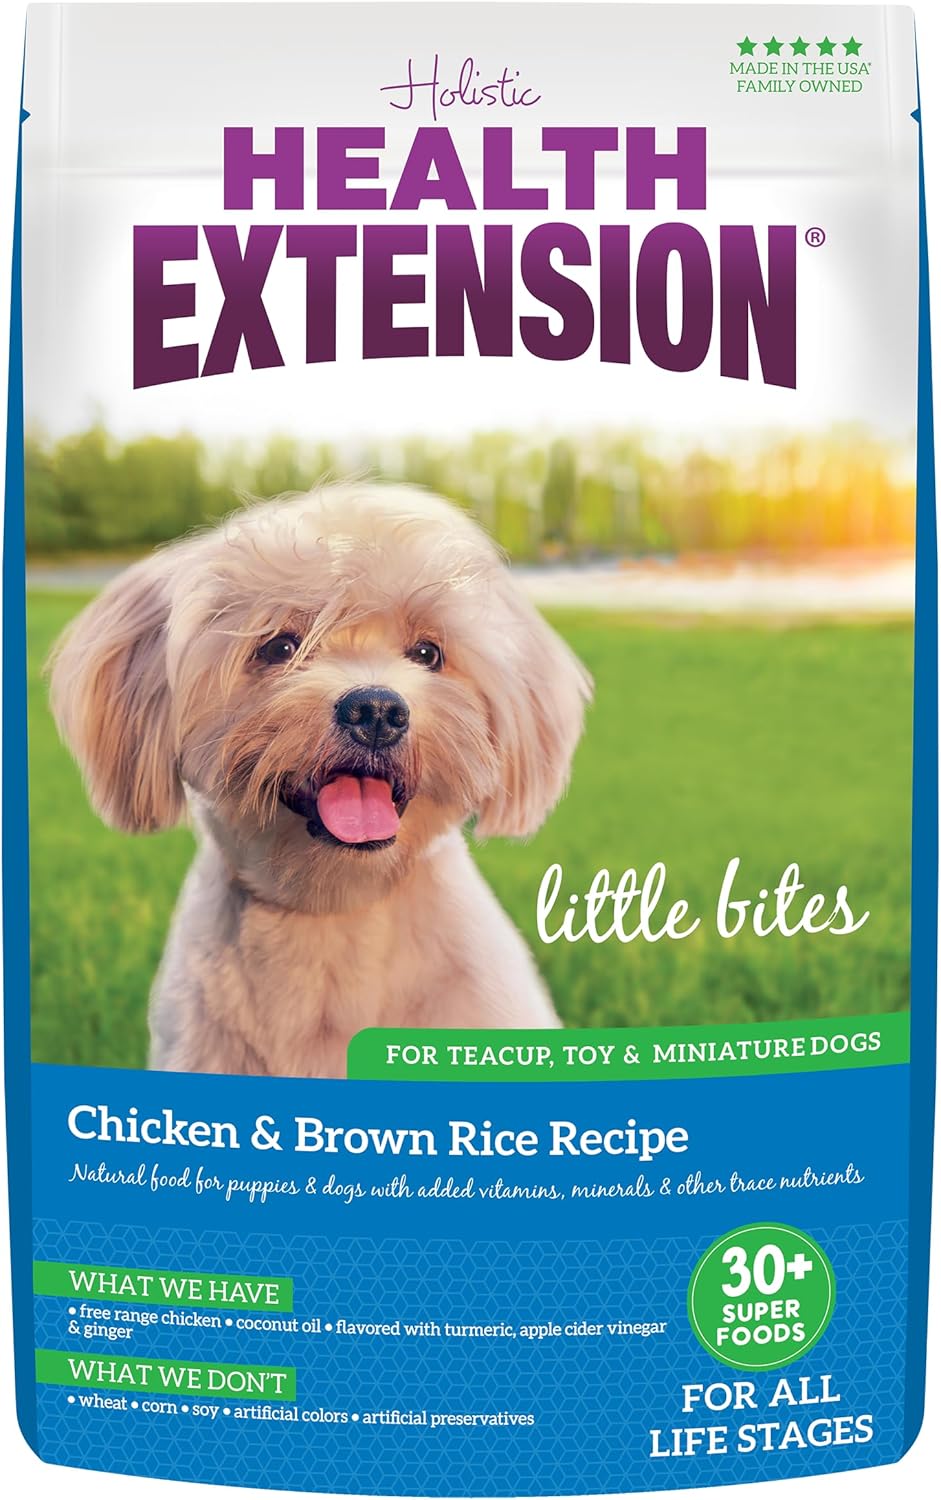 ★★★★★
MADE IN THE USA*
FAMILY OWNED
Holistic
HEALTH
EXTENSION®
little bites
FOR TEACUP, TOY & MINIATURE DOGS
Chicken & Brown Rice Recipe
Natural food for puppies & dogs with added vitamins, minerals & other trace nutrients
WHAT WE HAVE
• free range chicken • coconut oil • flavored with turmeric, apple cider vinegar
& ginger
WHAT WE DON'T
• wheat • corn • soy • artificial colors • artificial preservatives
30+
SUPER
FOODS
FOR ALL
LIFE STAGES